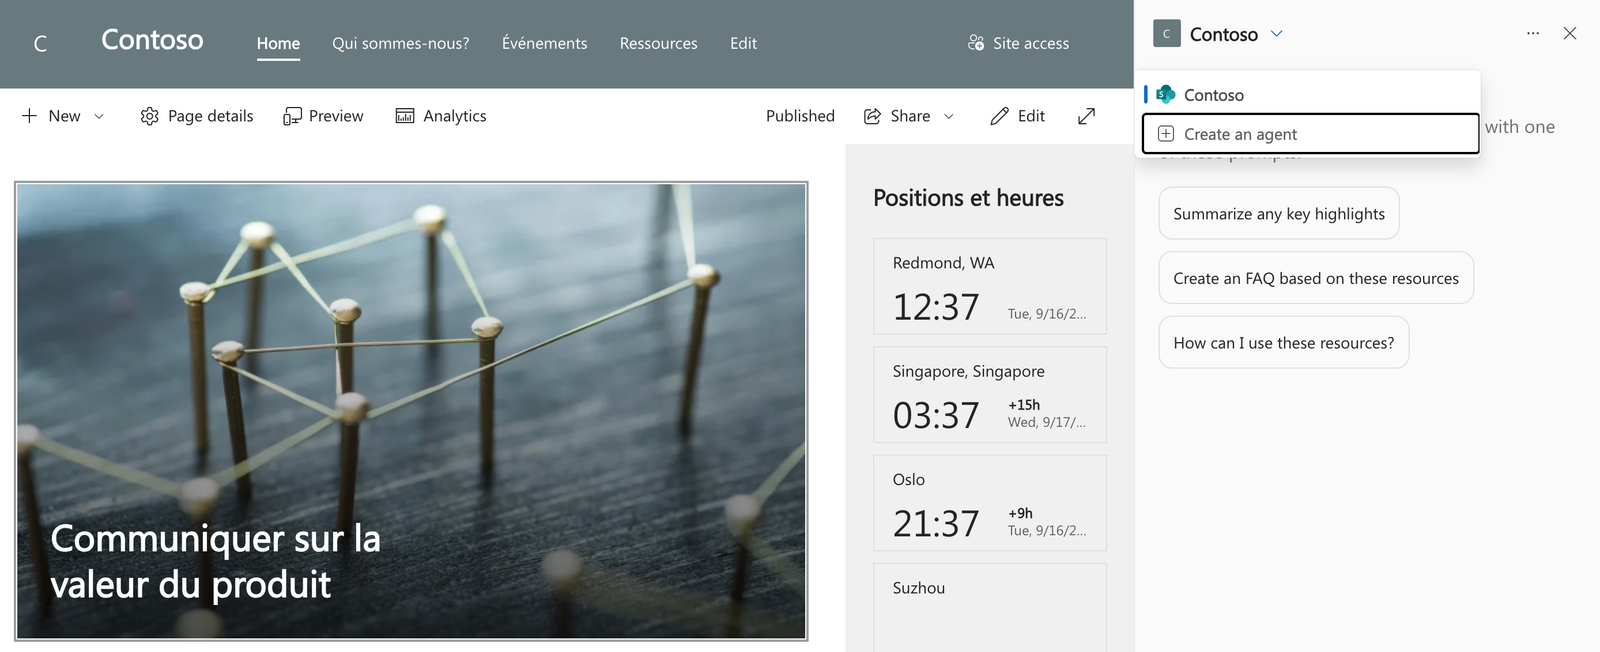 C
Contoso
Home
Qui sommes-nous?
Événements
Ressources
Edit
Site access
New
Page details
Preview
Analytics
Published
Share
Edit
Communiquer sur la
valeur du produit
Positions et heures
Redmond, WA
12:37
Tue, 9/16/2...
Singapore, Singapore
03:37
+15h
Wed, 9/17/...
Oslo
21:37
+9h
Tue, 9/16/2...
Suzhou
C
Contoso
Contoso
Create an agent
with one
of these prompts.
Summarize any key highlights
Create an FAQ based on these resources
How can I use these resources?